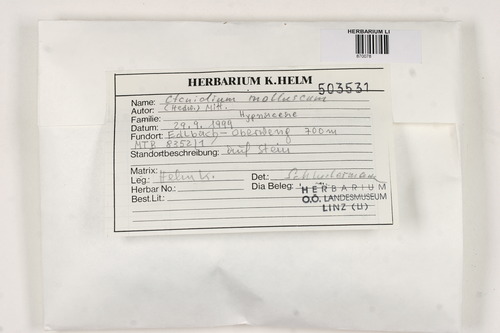 HERBARIUM LI
HERBARIUM K.HELM
503531
Name: Ctenidium molluscum
Autor: (Hedw.) Mitt.
Familie: Hypnaceae
Datum: 29.9.1999
Fundort: Edlbach - Oberweng 700m
MTB 8352/1
Standortbeschreibung: auf Stein
Matrix:
Leg.: Helm K. Det.: Schlüsslmayr
Herbar No.: Dia Beleg:
Best.Lit.:
HERBARIUM
O.Ö. LANDESMUSEUM
LINZ (LI)